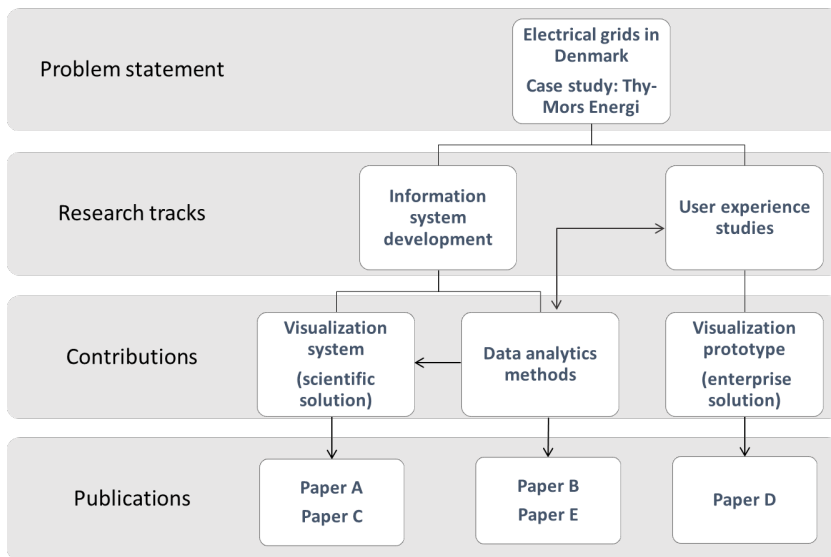 Problem statement
Electrical grids in
Denmark
Case study: Thy-
Mors Energi
Research tracks
Information
system
development
User experience
studies
Contributions
Visualization
system
(scientific
solution)
Data analytics
methods
Visualization
prototype
(enterprise
solution)
Publications
Paper A
Paper C
Paper B
Paper E
Paper D